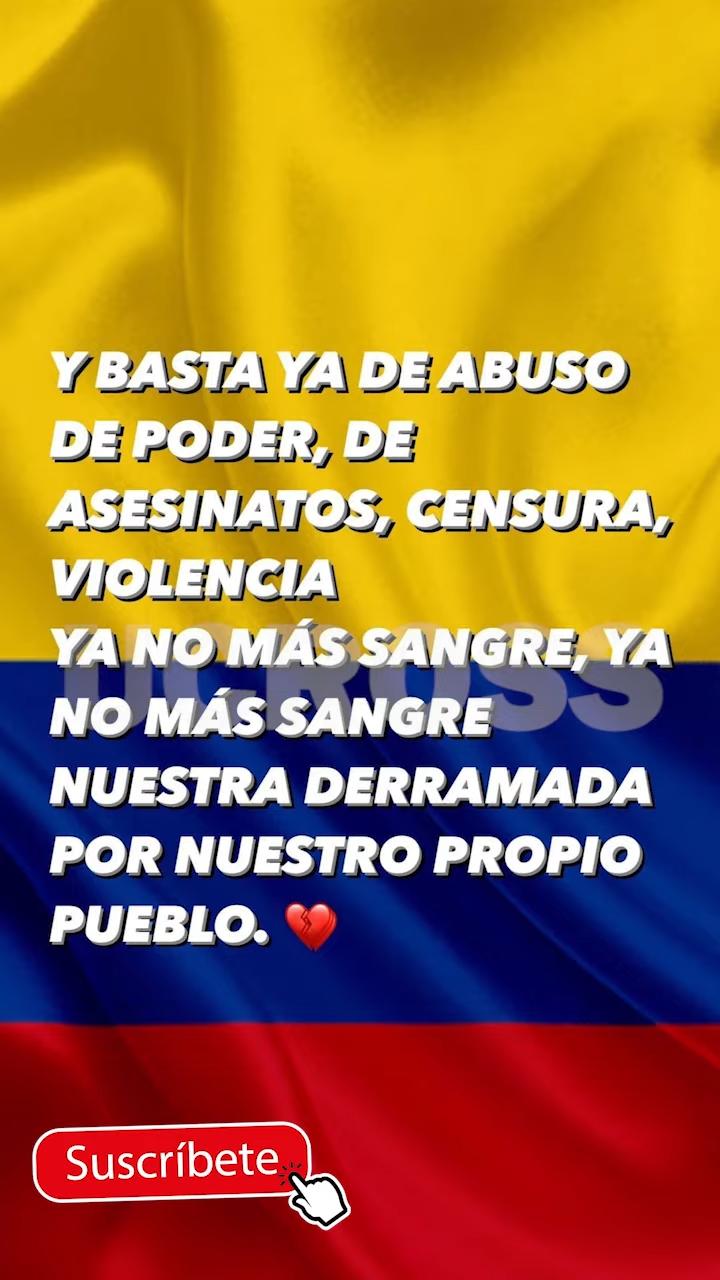 Y BASTA YA DE ABUSO
DE PODER, DE
ASESINATOS, CENSURA,
VIOLENCIA
YA NO MÁS SANGRE, YA
NO MÁS SANGRE
UCROSS
NUESTRA DERRAMADA
POR NUESTRO PROPIO
PUEBLO. 💔
Suscríbete